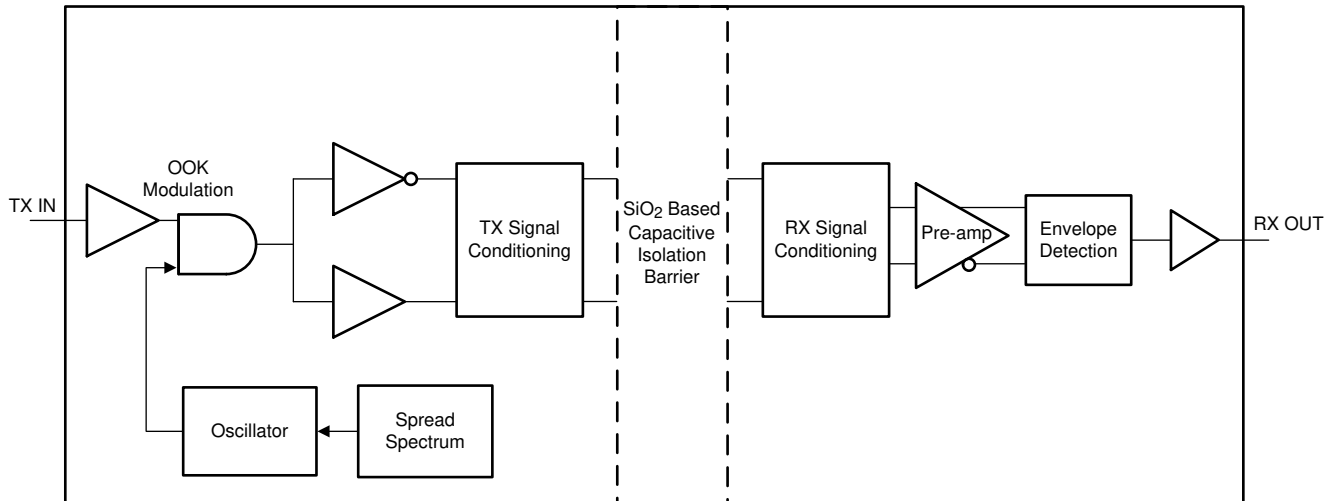 OOK
Modulation
TX IN
TX Signal
Conditioning
SiO2 Based
Capacitive
Isolation
Barrier
RX Signal
Conditioning
Pre-amp
Envelope
Detection
RX OUT
Oscillator
Spread
Spectrum